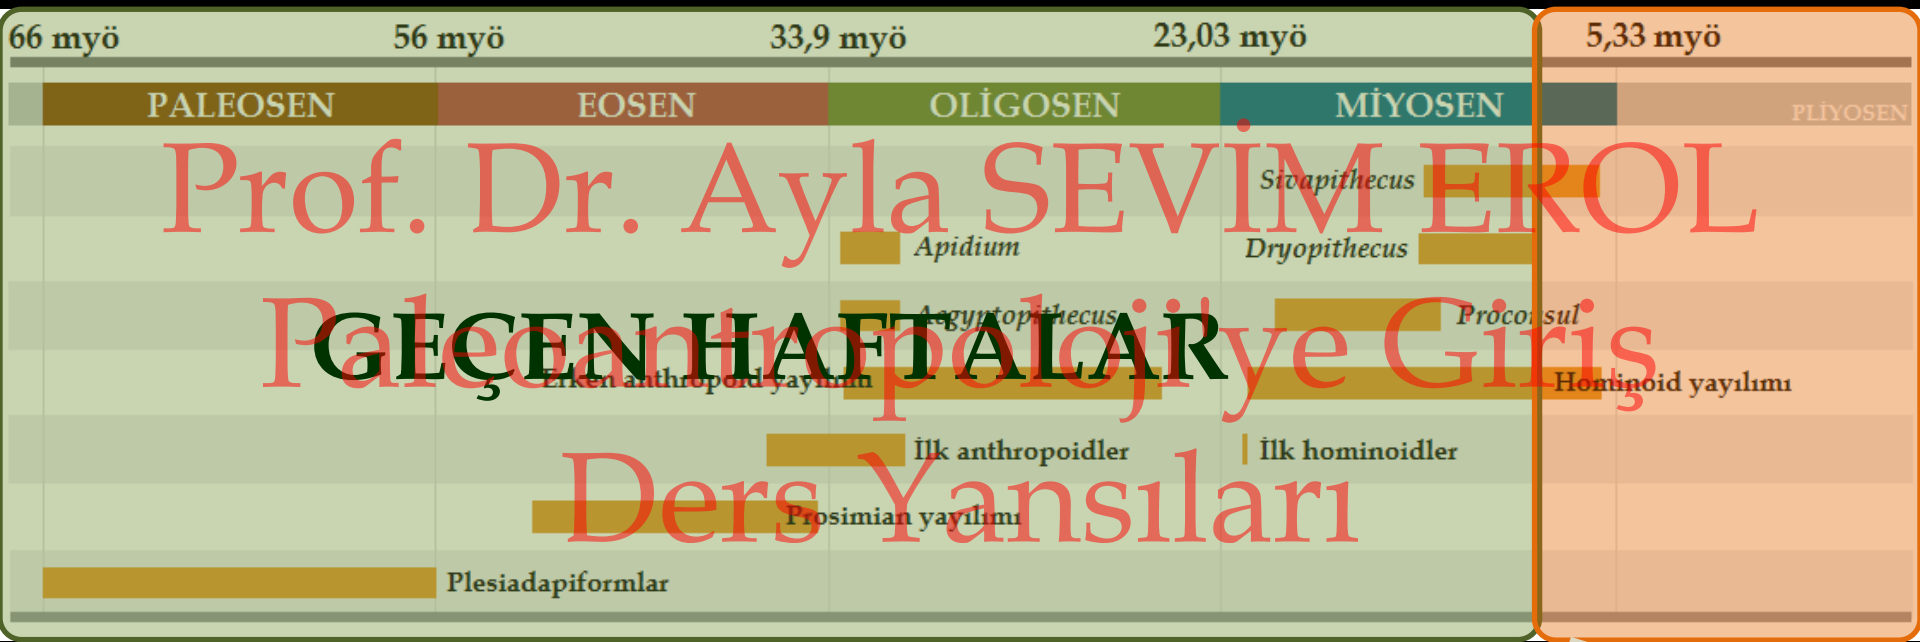 66 myö 56 myö 33,9 myö 23,03 myö 5,33 myö
PALEOSEN EOSEN OLİGOSEN MİYOSEN PLİYOSEN
Prof. Dr. Ayla SEVİM EROL
Sivapithecus
Apidium Dryopithecus
Paleoantropoloji'ye Giriş
Aegyptopithecus Proconsul
GEÇEN HAFTALAR
Erken anthropoid yayılımı Hominoid yayılımı
İlk anthropoidler İlk hominoidler
Ders Yansıları
Prosimian yayılımı
Plesiadapiformlar